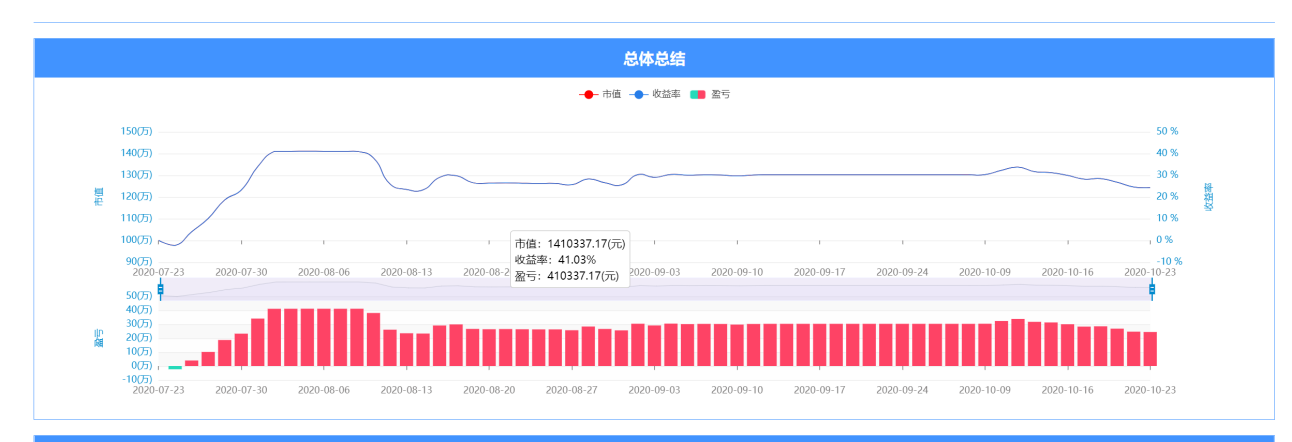 总体总结
市值 收益率 盈亏
150(万) 50 %
140(万) 40 %
130(万) 30 %
120(万) 20 %
110(万) 10 %
100(万) 0 %
90(万) -10 %
市值
收益率
市值：1410337.17(元)
收益率：41.03%
盈亏：410337.17(元)
2020-07-23 2020-07-30 2020-08-06 2020-08-13 2020-08-2 2020-09-03 2020-09-10 2020-09-17 2020-09-24 2020-10-09 2020-10-16 2020-10-23
50(万)
40(万)
30(万)
20(万)
10(万)
0(万)
-10(万)
盈亏
2020-07-23 2020-07-30 2020-08-06 2020-08-13 2020-08-20 2020-08-27 2020-09-03 2020-09-10 2020-09-17 2020-09-24 2020-10-09 2020-10-16 2020-10-23